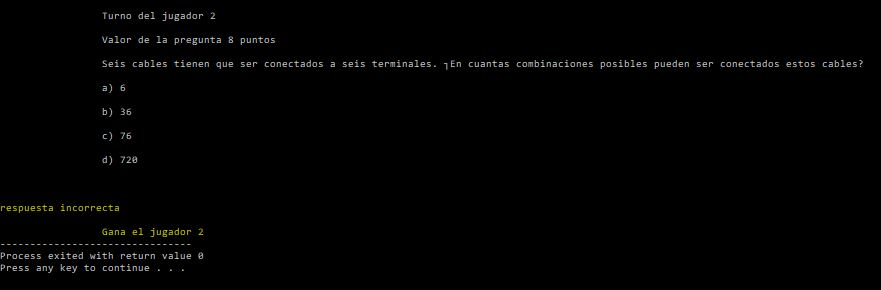 Turno del jugador 2
Valor de la pregunta 8 puntos
Seis cables tienen que ser conectados a seis terminales. ┐En cuantas combinaciones posibles pueden ser conectados estos cables?
a) 6
b) 36
c) 76
d) 720
respuesta incorrecta
Gana el jugador 2
--------------------------------
Process exited with return value 0
Press any key to continue . . .